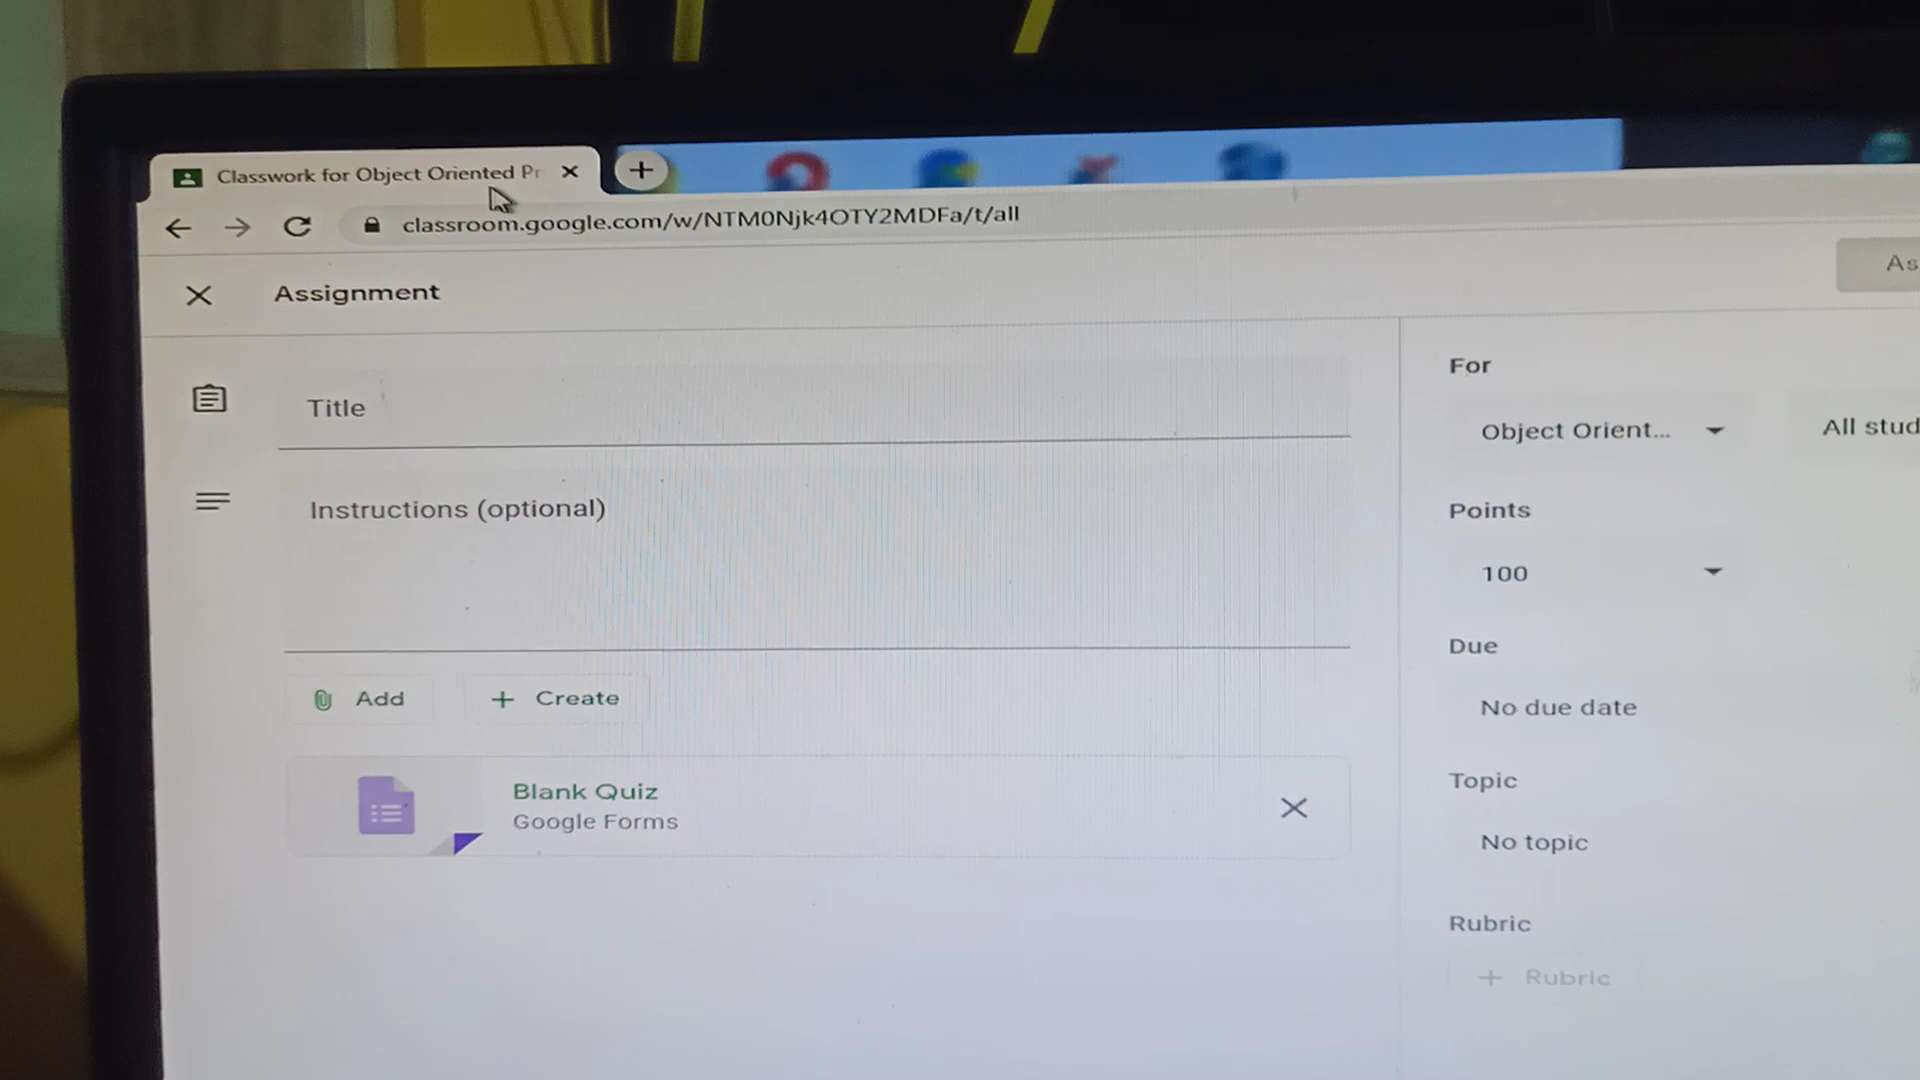 Classwork for Object Oriented Pr
classroom.google.com/w/NTM0Njk4OTY2MDFa/t/all
Assignment
As
Title
Instructions (optional)
Add
Create
Blank Quiz
Google Forms
For
Object Orient...
All stud
Points
100
Due
No due date
Topic
No topic
Rubric
+ Rubric